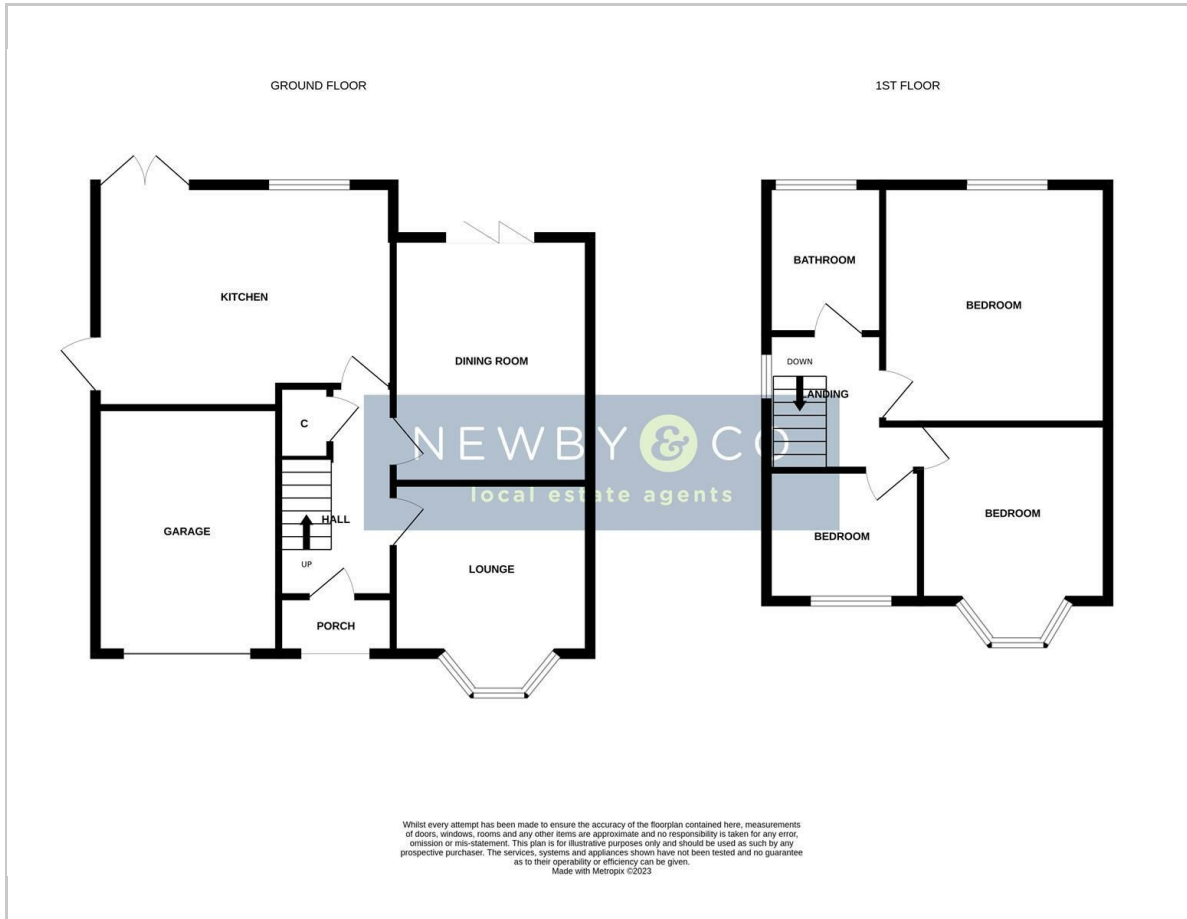 GROUND FLOOR
1ST FLOOR
KITCHEN
DINING ROOM
C
HALL
UP
GARAGE
LOUNGE
PORCH
BATHROOM
BEDROOM
DOWN
LANDING
BEDROOM
BEDROOM
NEWBY & CO
local estate agents
Whilst every attempt has been made to ensure the accuracy of the floorplan contained here, measurements
of doors, windows, rooms and any other items are approximate and no responsibility is taken for any error,
omission or mis-statement. This plan is for illustrative purposes only and should be used as such by any
prospective purchaser. The services, systems and appliances shown have not been tested and no guarantee
as to their operability or efficiency can be given.
Made with Metropix ©2023